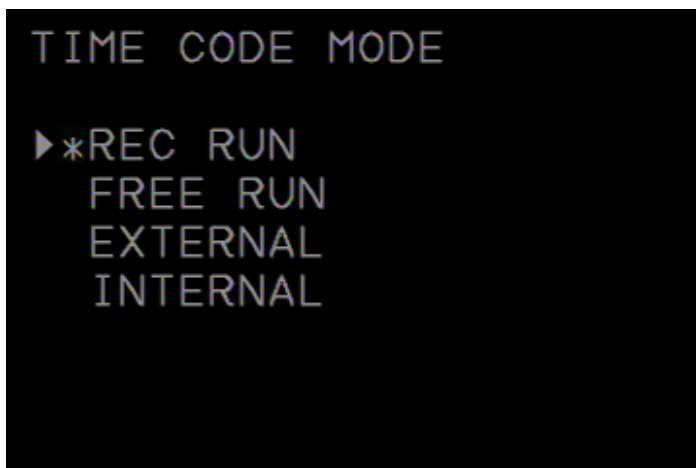 TIME CODE MODE
▶*REC RUN
FREE RUN
EXTERNAL
INTERNAL